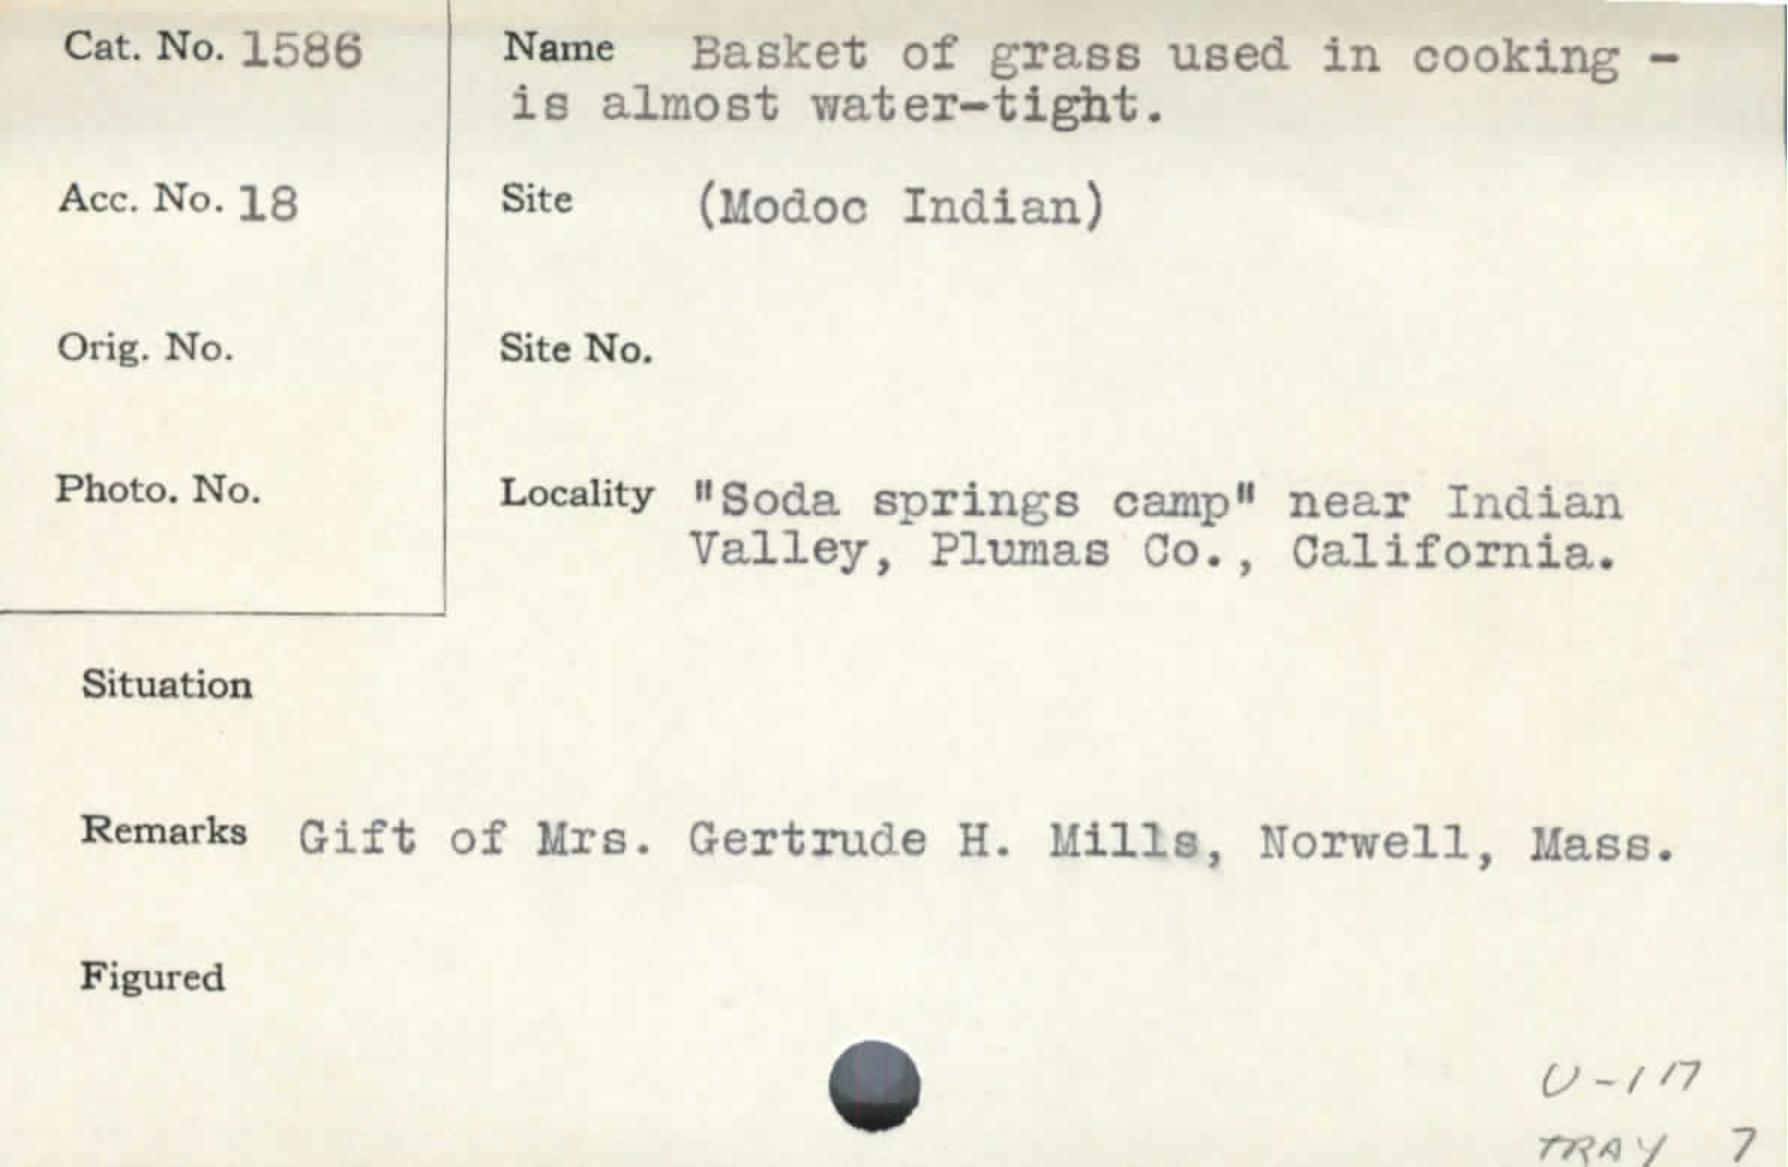 Cat. No. 1586
Name Basket of grass used in cooking -
is almost water-tight.
Acc. No. 18
Site (Modoc Indian)
Orig. No.
Site No.
Photo. No.
Locality "Soda springs camp" near Indian
Valley, Plumas Co., California.
Situation
Remarks Gift of Mrs. Gertrude H. Mills, Norwell, Mass.
Figured
U-117
TRAY 7